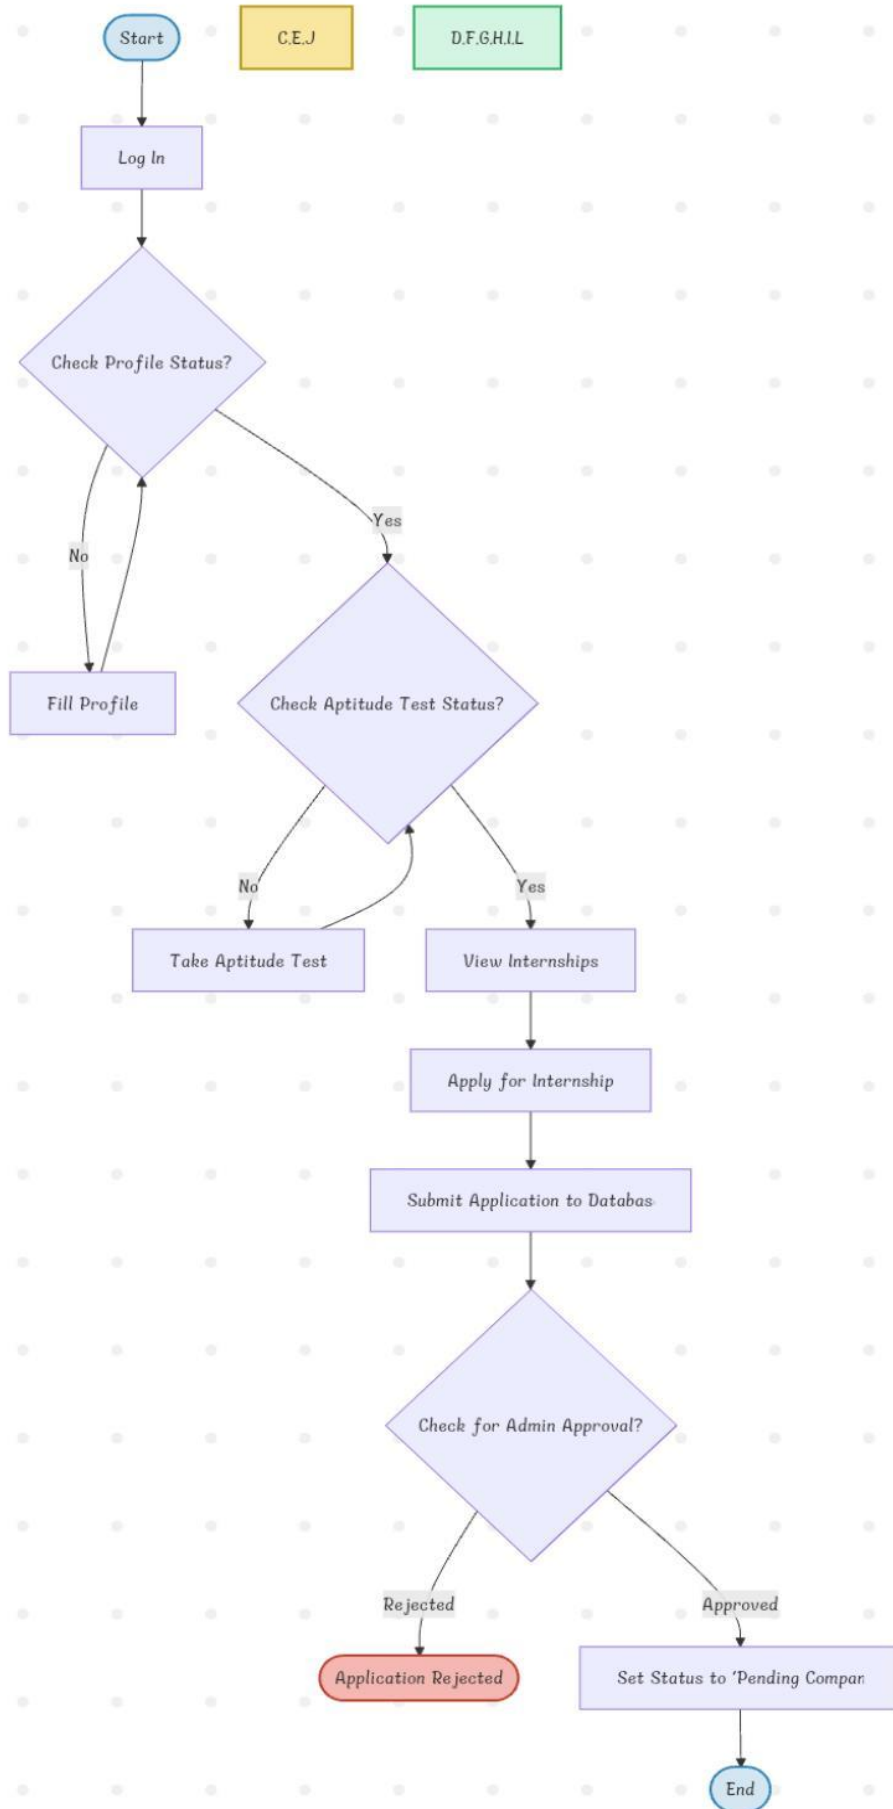 Start
C,E,J
D,F,G,H,I,L
Log In
Check Profile Status?
Yes
No
Fill Profile
Check Aptitude Test Status?
No
Yes
Take Aptitude Test
View Internships
Apply for Internship
Submit Application to Databas
Check for Admin Approval?
Rejected
Approved
Application Rejected
Set Status to 'Pending Compan
End